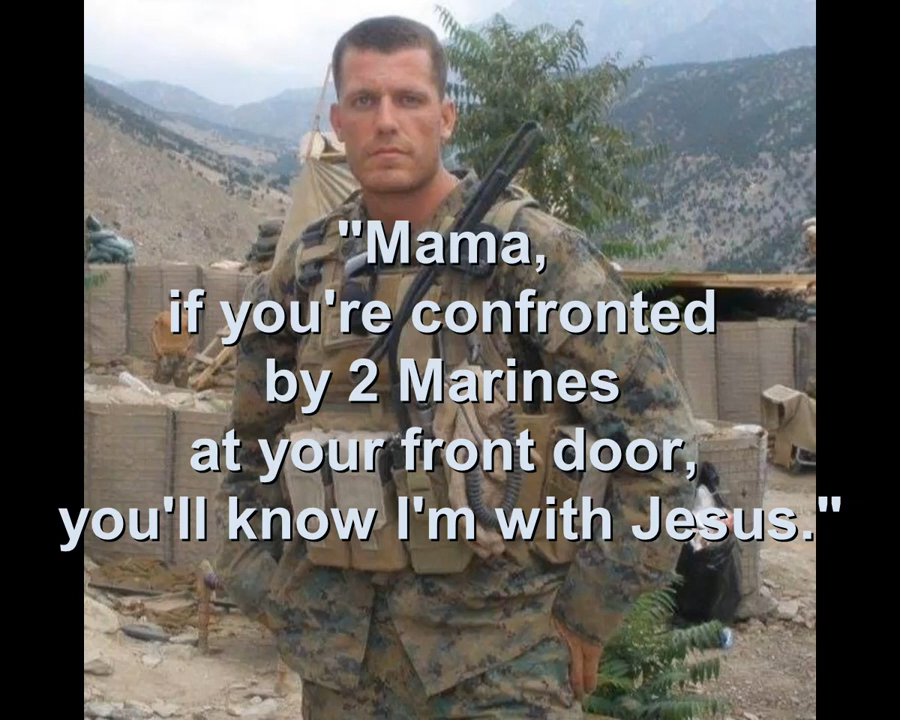 "Mama,
if you're confronted
by 2 Marines
at your front door,
you'll know I'm with Jesus."